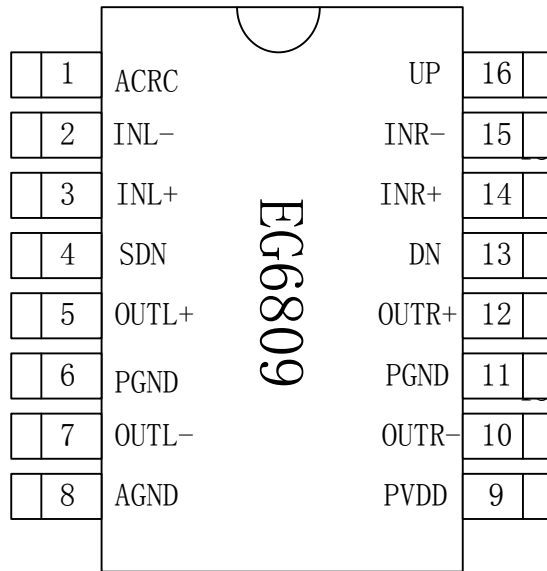 1 ACRC UP 16
2 INL- INR- 15
3 INL+ INR+ 14
4 SDN DN 13
5 OUTL+ OUTR+ 12
6 PGND PGND 11
7 OUTL- OUTR- 10
8 AGND PVDD 9
EG6809